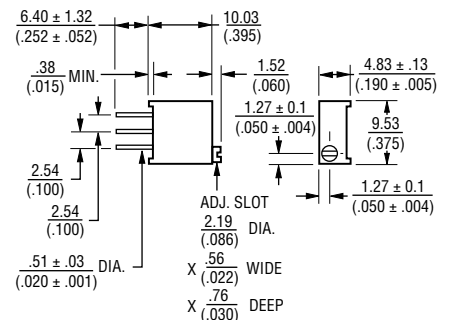 6.40 ± 1.32
(.252 ± .052)
10.03
(.395)
.38
(.015)
MIN.
1.52
(.060)
4.83 ± .13
(.190 ± .005)
1.27 ± 0.1
(.050 ± .004)
9.53
(.375)
2.54
(.100)
2.54
(.100)
1.27 ± 0.1
(.050 ± .004)
ADJ. SLOT
2.19
(.086)
DIA.
.51 ± .03
(.020 ± .001)
DIA.
X .56
(.022)
WIDE
X .76
(.030)
DEEP